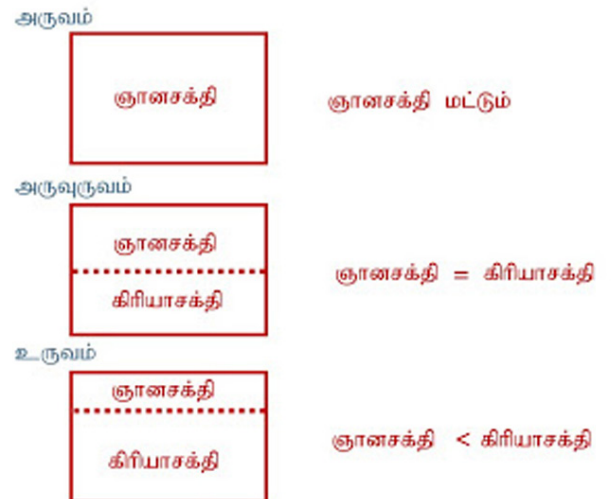 அருவம்
ஞானசக்தி
ஞானசக்தி மட்டும்
அருவுருவம்
ஞானசக்தி
கிரியாசக்தி
ஞானசக்தி = கிரியாசக்தி
உருவம்
ஞானசக்தி
கிரியாசக்தி
ஞானசக்தி < கிரியாசக்தி